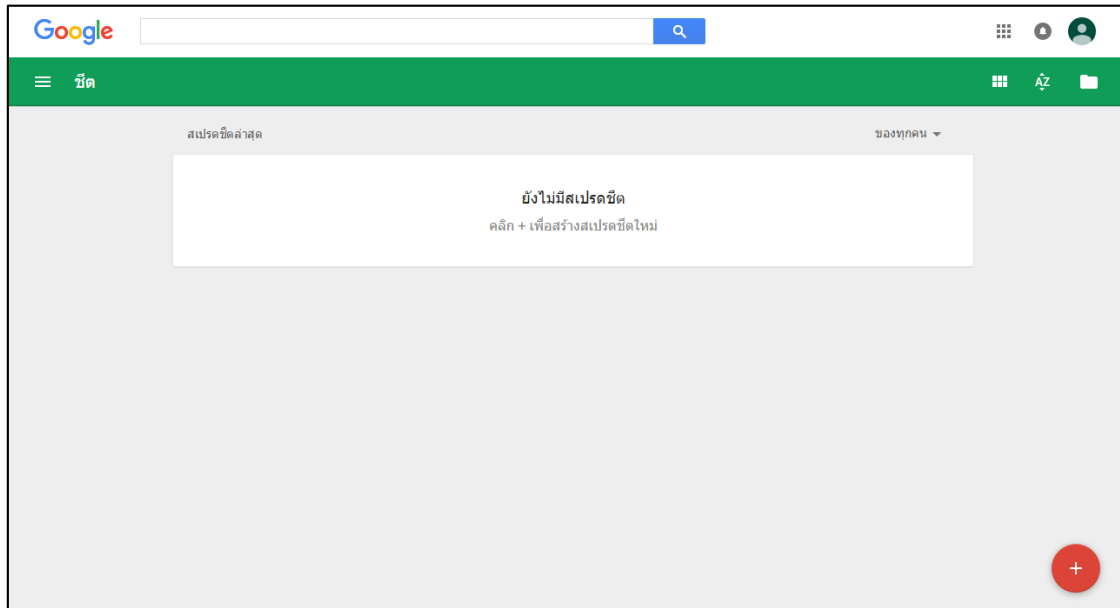 Google
ชีต
AZ
สเปรดชีตล่าสุด ของทุกคน
ยังไม่มีสเปรดชีต
คลิก + เพื่อสร้างสเปรดชีตใหม่
+